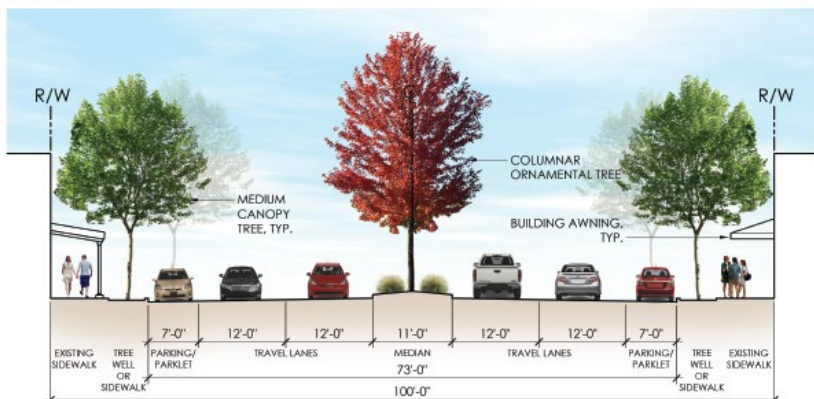 R/W
R/W
COLUMNAR
ORNAMENTAL TREE
MEDIUM
CANOPY
TREE, TYP.
BUILDING AWNING,
TYP.
7'-0"
12'-0"
12'-0"
11'-0"
12'-0"
12'-0"
7'-0"
EXISTING
SIDEWALK
TREE
WELL
OR
SIDEWALK
PARKING/
PARKLET
TRAVEL LANES
MEDIAN
TRAVEL LANES
PARKING/
PARKLET
TREE
WELL
OR
SIDEWALK
EXISTING
SIDEWALK
73'-0"
100'-0"